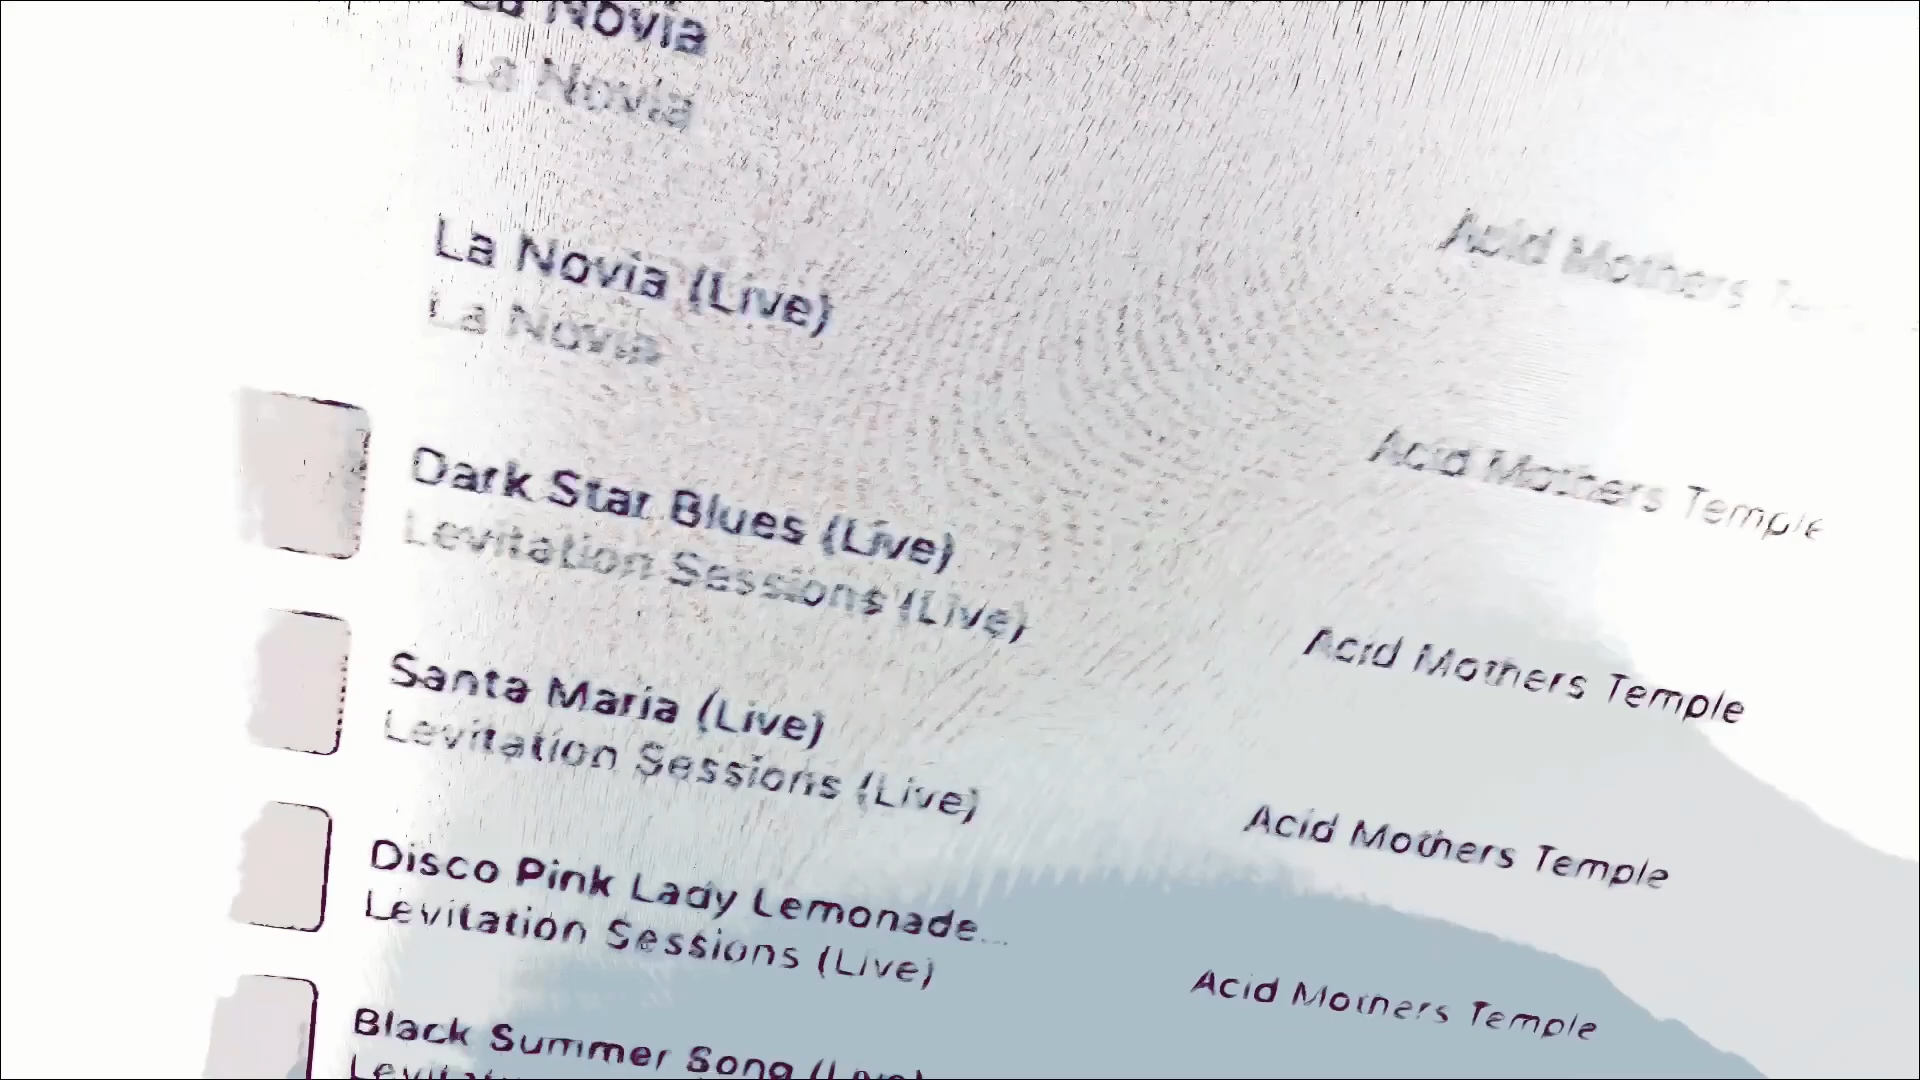 La Novia
La Novia
Acid Mothers
La Novia (Live)
La Novia
Acid Mothers Temple
Dark Star Blues (Live)
Levitation Sessions (Live)
Acid Mothers Temple
Santa Maria (Live)
Levitation Sessions (Live)
Acid Mothers Temple
Disco Pink Lady Lemonade...
Levitation Sessions (Live)
Acid Mothers Temple
Black Summer Song (Live)